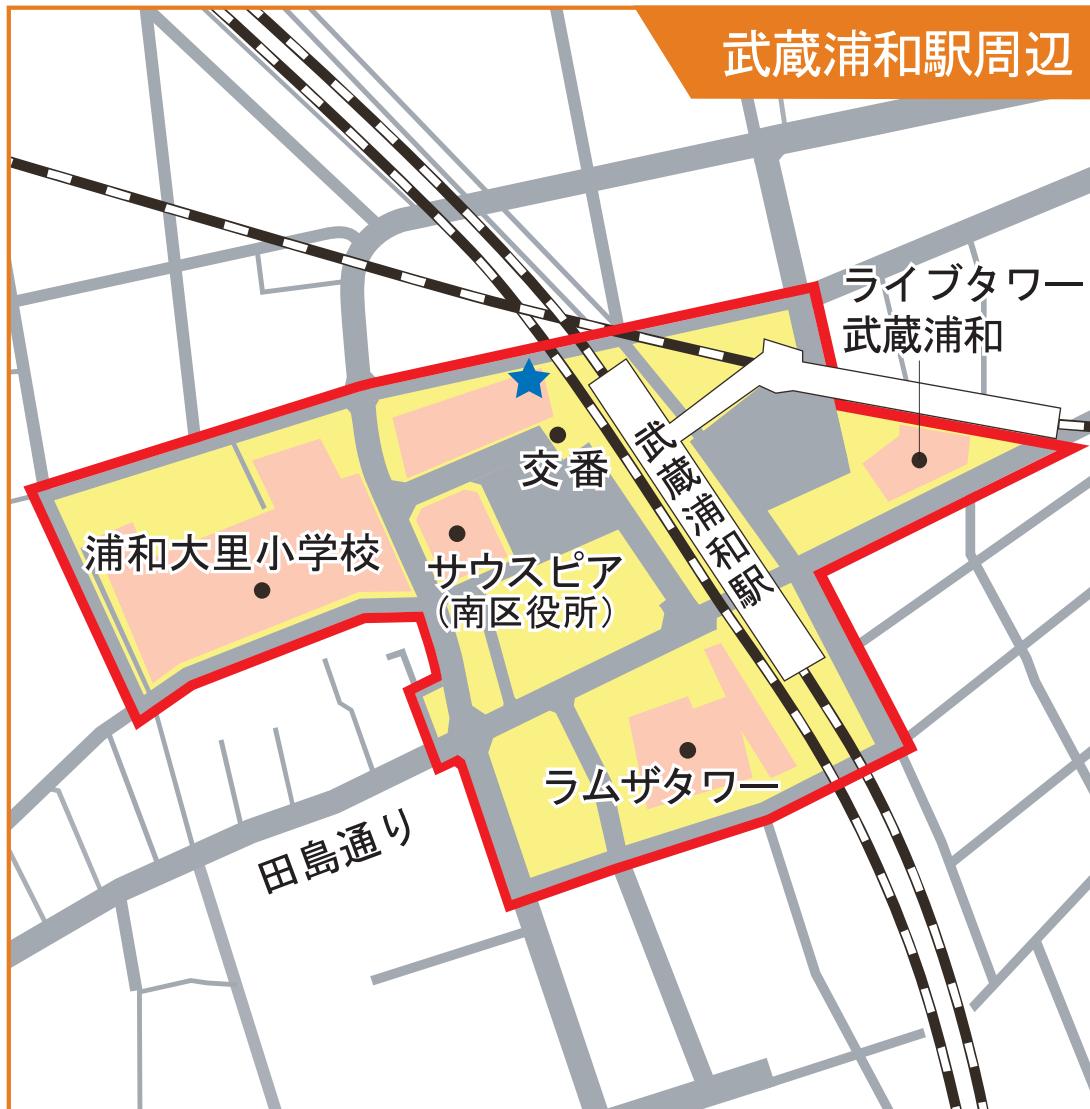 武蔵浦和駅周辺
ライブタワー
武蔵浦和
交番
武蔵浦和駅
浦和大里小学校
サウスピア
（南区役所）
ラムザタワー
田島通り